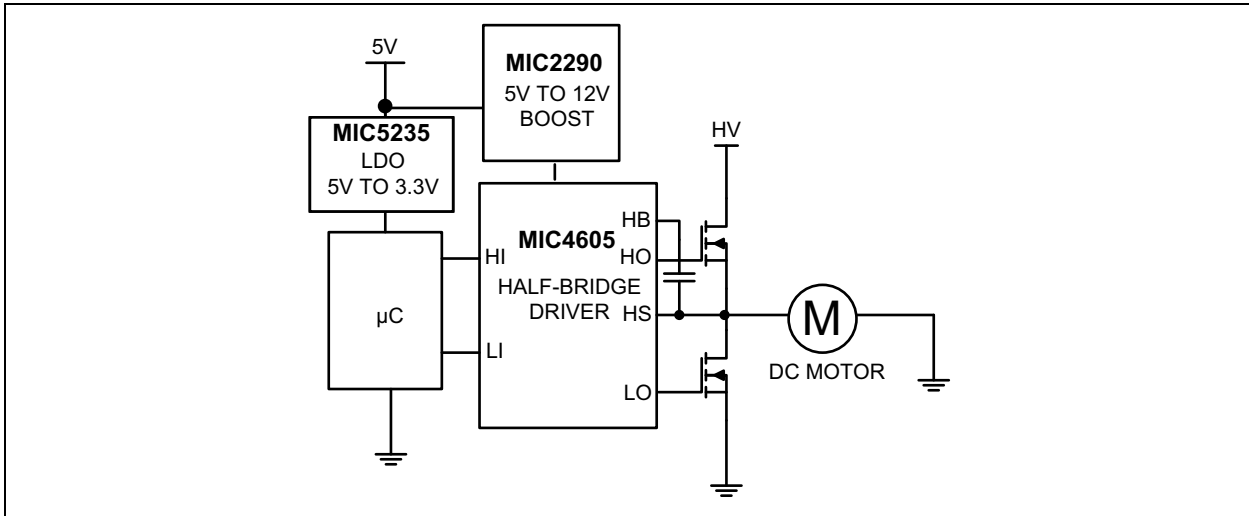 5V
MIC2290
5V TO 12V
BOOST
MIC5235
LDO
5V TO 3.3V
HV
MIC4605
HALF-BRIDGE
DRIVER
HB
HO
HS
LO
HI
LI
µC
M
DC MOTOR